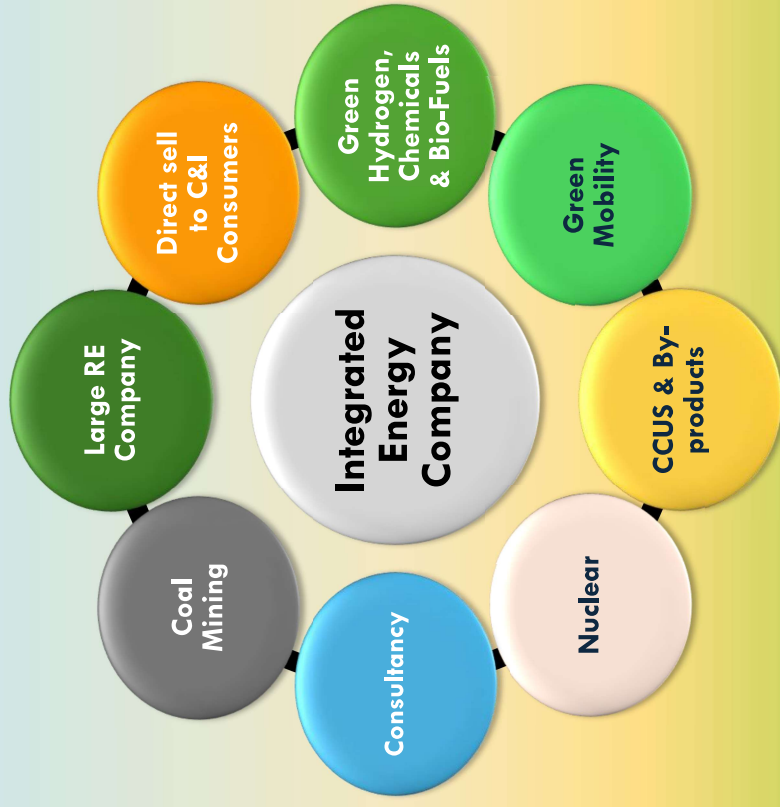 Large RE
Company
Direct sell
to C&I
Consumers
Green
Hydrogen,
Chemicals
& Bio-Fuels
Green
Mobility
CCUS & By-
products
Nuclear
Consultancy
Coal
Mining
Integrated
Energy
Company